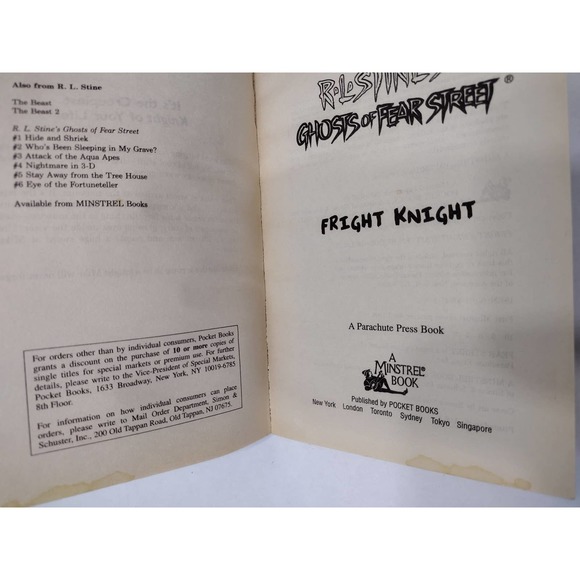 Also from R. L. Stine
The Beast
The Beast 2
R. L. Stine's Ghosts of Fear Street
#1 Hide and Shriek
#2 Who's Been Sleeping in My Grave?
#3 Attack of the Aqua Apes
#4 Nightmare in 3-D
#5 Stay Away from the Tree House
#6 Eye of the Fortuneteller
Available from MINSTREL Books
For orders other than by individual consumers, Pocket Books
grants a discount on the purchase of 10 or more copies of
single titles for special markets or premium use. For further
details, please write to the Vice-President of Special Markets,
Pocket Books, 1633 Broadway, New York, NY 10019-6785
8th Floor.
For information on how individual consumers can place
orders, please write to Mail Order Department, Simon &
Schuster, Inc., 200 Old Tappan Road, Old Tappan, NJ 07675.
R.L. STINE'S
GHOSTS OF FEAR STREET ®
FRIGHT KNIGHT
A Parachute Press Book
A
MINSTREL®
BOOK
Published by POCKET BOOKS
New York London Toronto Sydney Tokyo Singapore